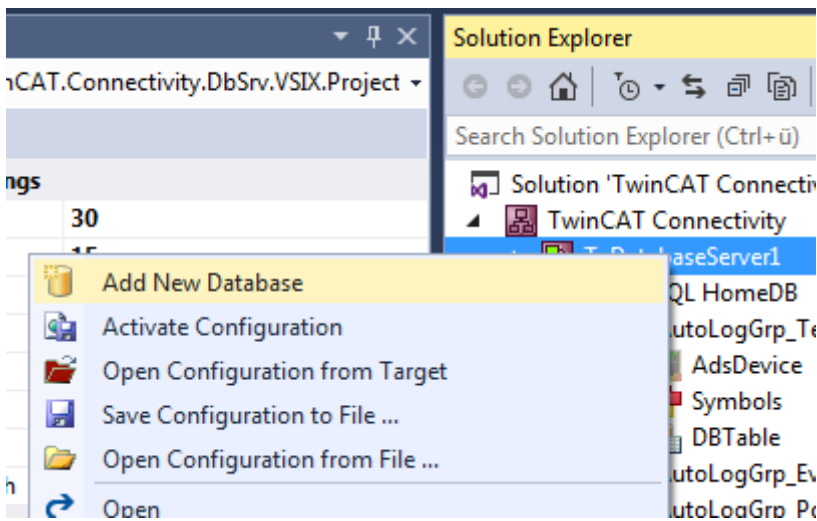 Solution Explorer
nCAT.Connectivity.DbSrv.VSIX.Project
Search Solution Explorer (Ctrl+ü)
ngs
30
Solution 'TwinCAT Connectiv
TwinCAT Connectivity
baseServer1
Add New Database
Activate Configuration
Open Configuration from Target
Save Configuration to File ...
Open Configuration from File ...
Open
h
QL HomeDB
utoLogGrp_Te
AdsDevice
Symbols
DBTable
utoLogGrp_Ev
utoLogGrp_Po